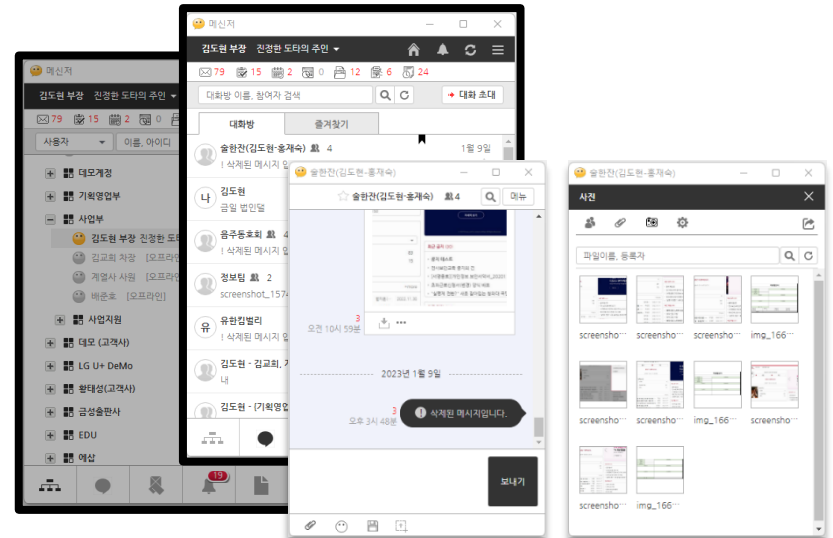 메신저
김도현 부장 진정한 도타의 주인
79 15 2 0
사용자
이름, 아이디
데모계정
기획영업부
사업부
김도현 부장 진정한 도
김교희 차장 [오프라인
계열사 사원 [오프라
배준호 [오프라인]
사업지원
데모 (고객사)
LG U+ DeMo
황태성(고객사)
금성출판사
EDU
예삽
19
메신저
김도현 부장 진정한 도타의 주인
79 15 2 0 12 6 24
대화방 이름, 참여자 검색
대화 초대
대화방 즐겨찾기
술한잔(김도현-홍재숙) 4 1월 9일
! 삭제된 메시지 입
나 김도현
금일 법인덜
음주동호회 4
! 삭제된 메시지 입
정보팀 2
screenshot_1574
유 유한킴벌리
! 삭제된 메시지 입
김도현 - 김교희,
내
김도현 - (기획영업
술한잔(김도현-홍재숙)
술한잔(김도현-홍재숙) 4
메뉴
3
오전 10시 59분
2023년 1월 9일
3
오후 3시 48분
삭제된 메시지입니다.
보내기
술한잔(김도현-홍재숙)
사진
파일이름, 등록자
screensho··· screensho··· screensho··· img_166···
screensho··· screensho··· img_166··· screensho···
screensho··· img_166···